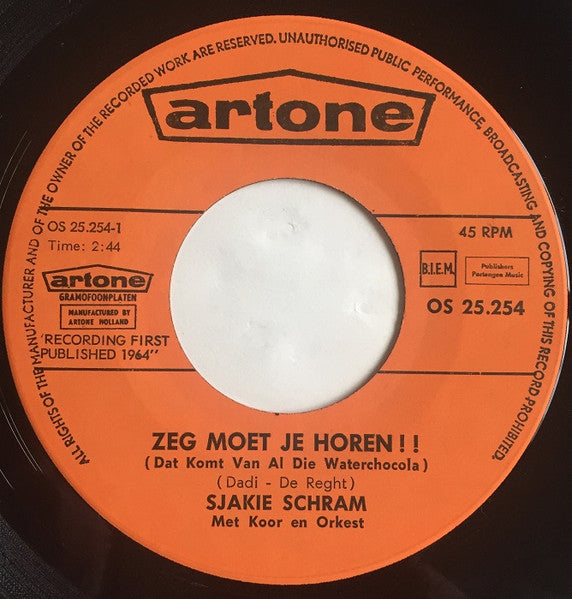 ALL RIGHTS OF THE MANUFACTURER AND OF THE OWNER OF THE RECORDED WORK ARE RESERVED. UNAUTHORISED PUBLIC PERFORMANCE, BROADCASTING AND COPYING OF THIS RECORD PROHIBITED.
artone
OS 25.254-1
Time: 2:44
45 RPM
artone
GRAMOFOONPLATEN
MANUFACTURED BY
ARTONE HOLLAND
B.I.E.M.
Publishers
Portengen Music
OS 25.254
'RECORDING FIRST
PUBLISHED 1964"
ZEG MOET JE HOREN!!
(Dat Komt Van Al Die Waterchocola)
(Dadi - De Reght)
SJAKIE SCHRAM
Met Koor en Orkest